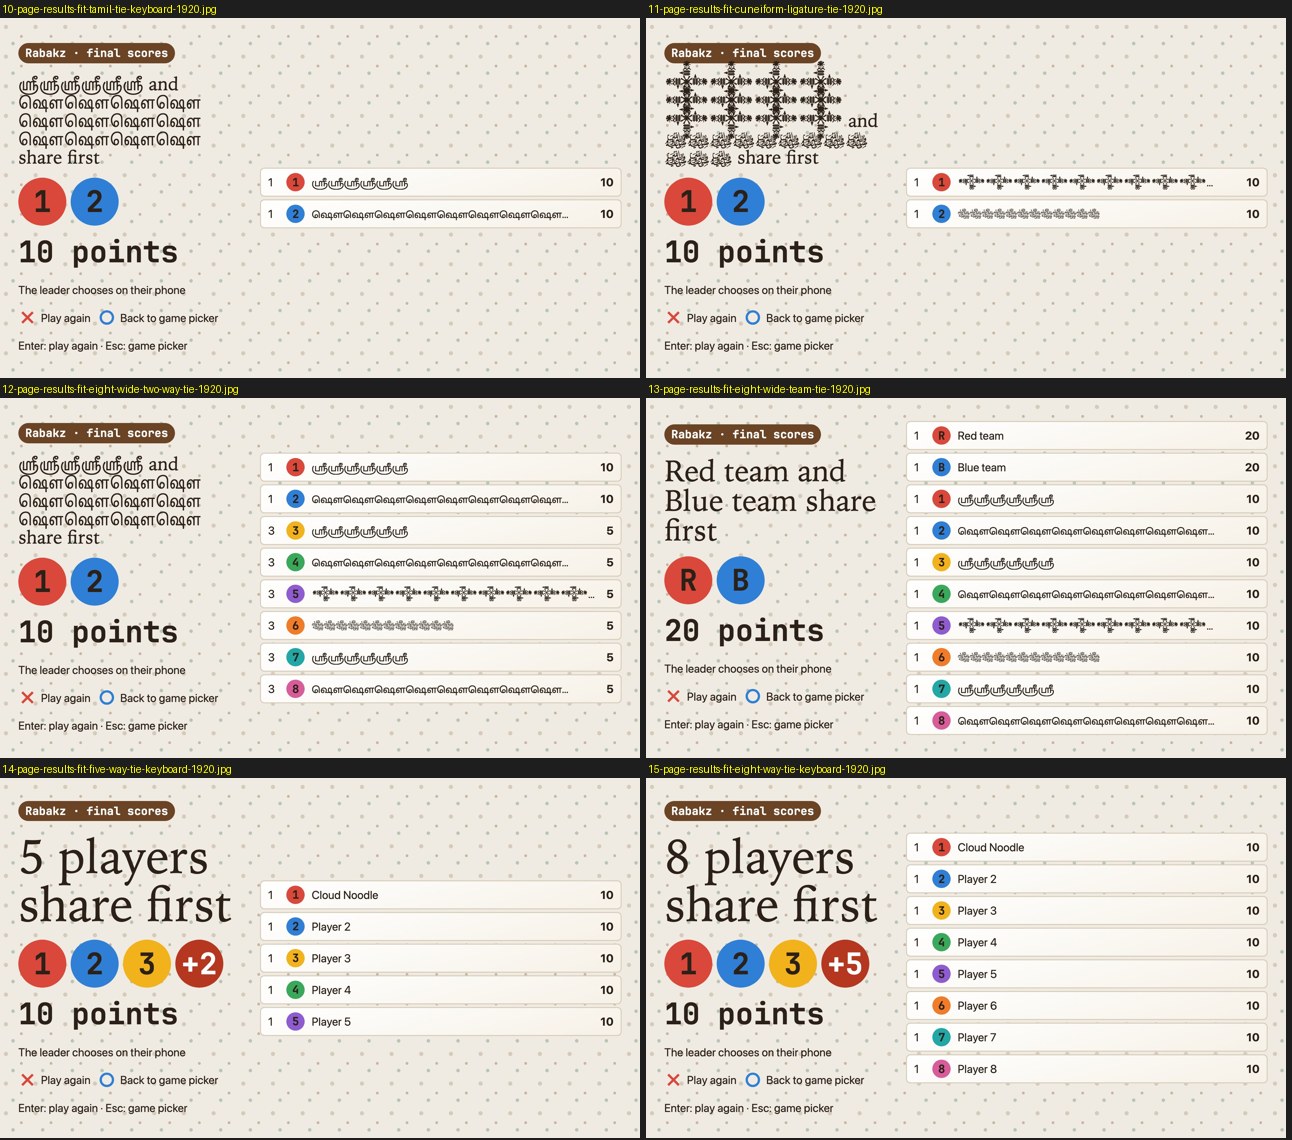 10-page-results-fit-tamil-tie-keyboard-1920.jpg
Rabakz · final scores
ஸ்ரீஸ்ரீஸ்ரீஸ்ரீஸ்ரீஸ்ரீ and
ஷௌஷௌஷௌஷௌ
ஷௌஷௌஷௌஷௌ
ஷௌஷௌஷௌஷௌ
share first
1 2
10 points
The leader chooses on their phone
Play again Back to game picker
Enter: play again · Esc: game picker
1 1 ஸ்ரீஸ்ரீஸ்ரீஸ்ரீஸ்ரீஸ்ரீ 10
1 2 ஷௌஷௌஷௌஷௌஷௌஷௌஷௌ… 10
11-page-results-fit-cuneiform-ligature-tie-1920.jpg
Rabakz · final scores
and
share first
1 2
10 points
The leader chooses on their phone
Play again Back to game picker
Enter: play again · Esc: game picker
1 1 … 10
1 2 10
12-page-results-fit-eight-wide-two-way-tie-1920.jpg
Rabakz · final scores
ஸ்ரீஸ்ரீஸ்ரீஸ்ரீஸ்ரீஸ்ரீ and
ஷௌஷௌஷௌஷௌ
ஷௌஷௌஷௌஷௌ
ஷௌஷௌஷௌஷௌ
share first
1 2
10 points
The leader chooses on their phone
Play again Back to game picker
Enter: play again · Esc: game picker
1 1 ஸ்ரீஸ்ரீஸ்ரீஸ்ரீஸ்ரீஸ்ரீ 10
1 2 ஷௌஷௌஷௌஷௌஷௌஷௌஷௌ… 10
3 3 ஸ்ரீஸ்ரீஸ்ரீஸ்ரீஸ்ரீஸ்ரீ 5
3 4 ஷௌஷௌஷௌஷௌஷௌஷௌஷௌ… 5
3 5 … 5
3 6 5
3 7 ஸ்ரீஸ்ரீஸ்ரீஸ்ரீஸ்ரீஸ்ரீ 5
3 8 ஷௌஷௌஷௌஷௌஷௌஷௌஷௌ… 5
13-page-results-fit-eight-wide-team-tie-1920.jpg
Rabakz · final scores
Red team and
Blue team share
first
R B
20 points
The leader chooses on their phone
Play again Back to game picker
Enter: play again · Esc: game picker
1 R Red team 20
1 B Blue team 20
1 1 ஸ்ரீஸ்ரீஸ்ரீஸ்ரீஸ்ரீஸ்ரீ 10
1 2 ஷௌஷௌஷௌஷௌஷௌஷௌஷௌ… 10
1 3 ஸ்ரீஸ்ரீஸ்ரீஸ்ரீஸ்ரீஸ்ரீ 10
1 4 ஷௌஷௌஷௌஷௌஷௌஷௌஷௌ… 10
1 5 … 10
1 6 10
1 7 ஸ்ரீஸ்ரீஸ்ரீஸ்ரீஸ்ரீஸ்ரீ 10
1 8 ஷௌஷௌஷௌஷௌஷௌஷௌஷௌ… 10
14-page-results-fit-five-way-tie-keyboard-1920.jpg
Rabakz · final scores
5 players
share first
1 2 3 +2
10 points
The leader chooses on their phone
Play again Back to game picker
Enter: play again · Esc: game picker
1 1 Cloud Noodle 10
1 2 Player 2 10
1 3 Player 3 10
1 4 Player 4 10
1 5 Player 5 10
15-page-results-fit-eight-way-tie-keyboard-1920.jpg
Rabakz · final scores
8 players
share first
1 2 3 +5
10 points
The leader chooses on their phone
Play again Back to game picker
Enter: play again · Esc: game picker
1 1 Cloud Noodle 10
1 2 Player 2 10
1 3 Player 3 10
1 4 Player 4 10
1 5 Player 5 10
1 6 Player 6 10
1 7 Player 7 10
1 8 Player 8 10